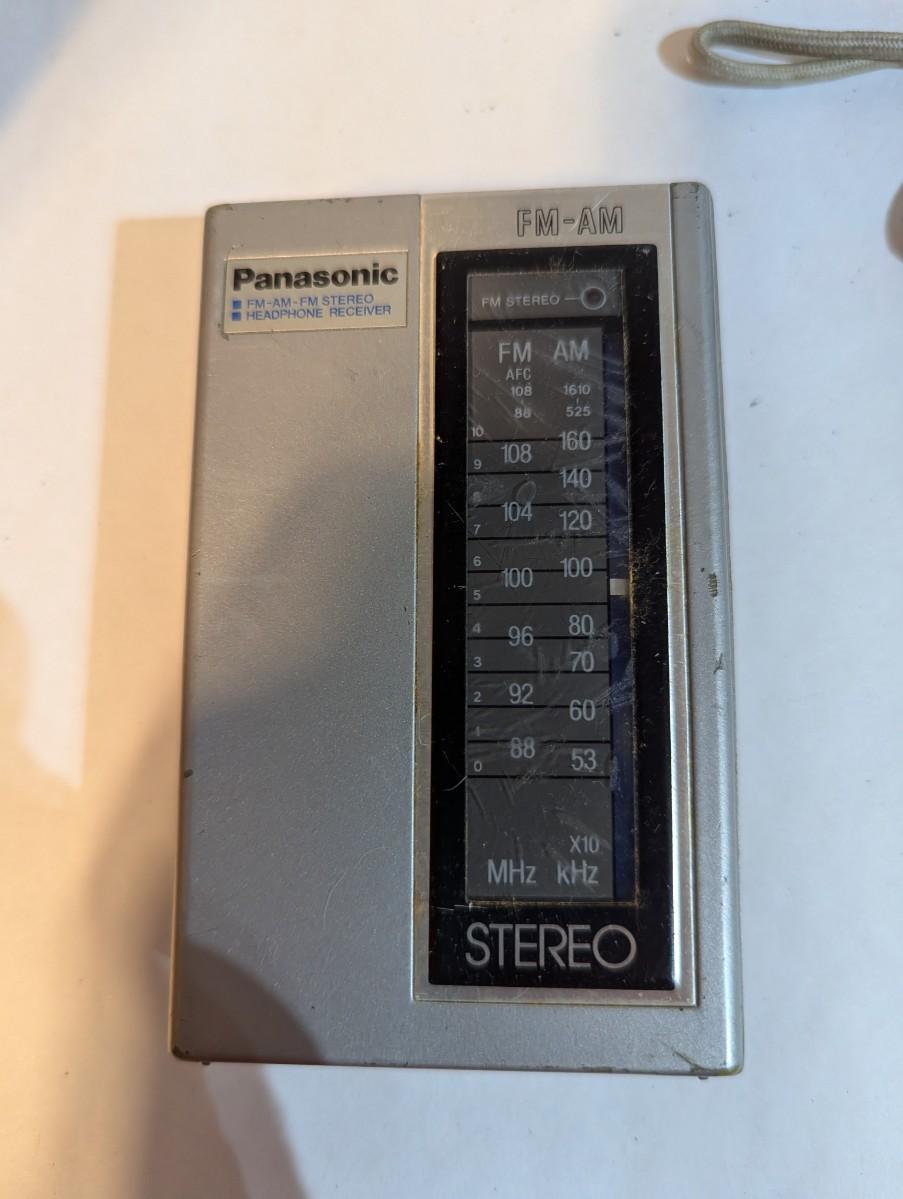 FM-AM
Panasonic
FM-AM-FM STEREO
HEADPHONE RECEIVER
FM STEREO
FM AM
AFC
108 1610
88 525
10 160
9 108
140
8 104
7 120
6
100 100
5
4 96 80
3 70
2 92
60
1
88 53
0
X10
MHz kHz
STEREO